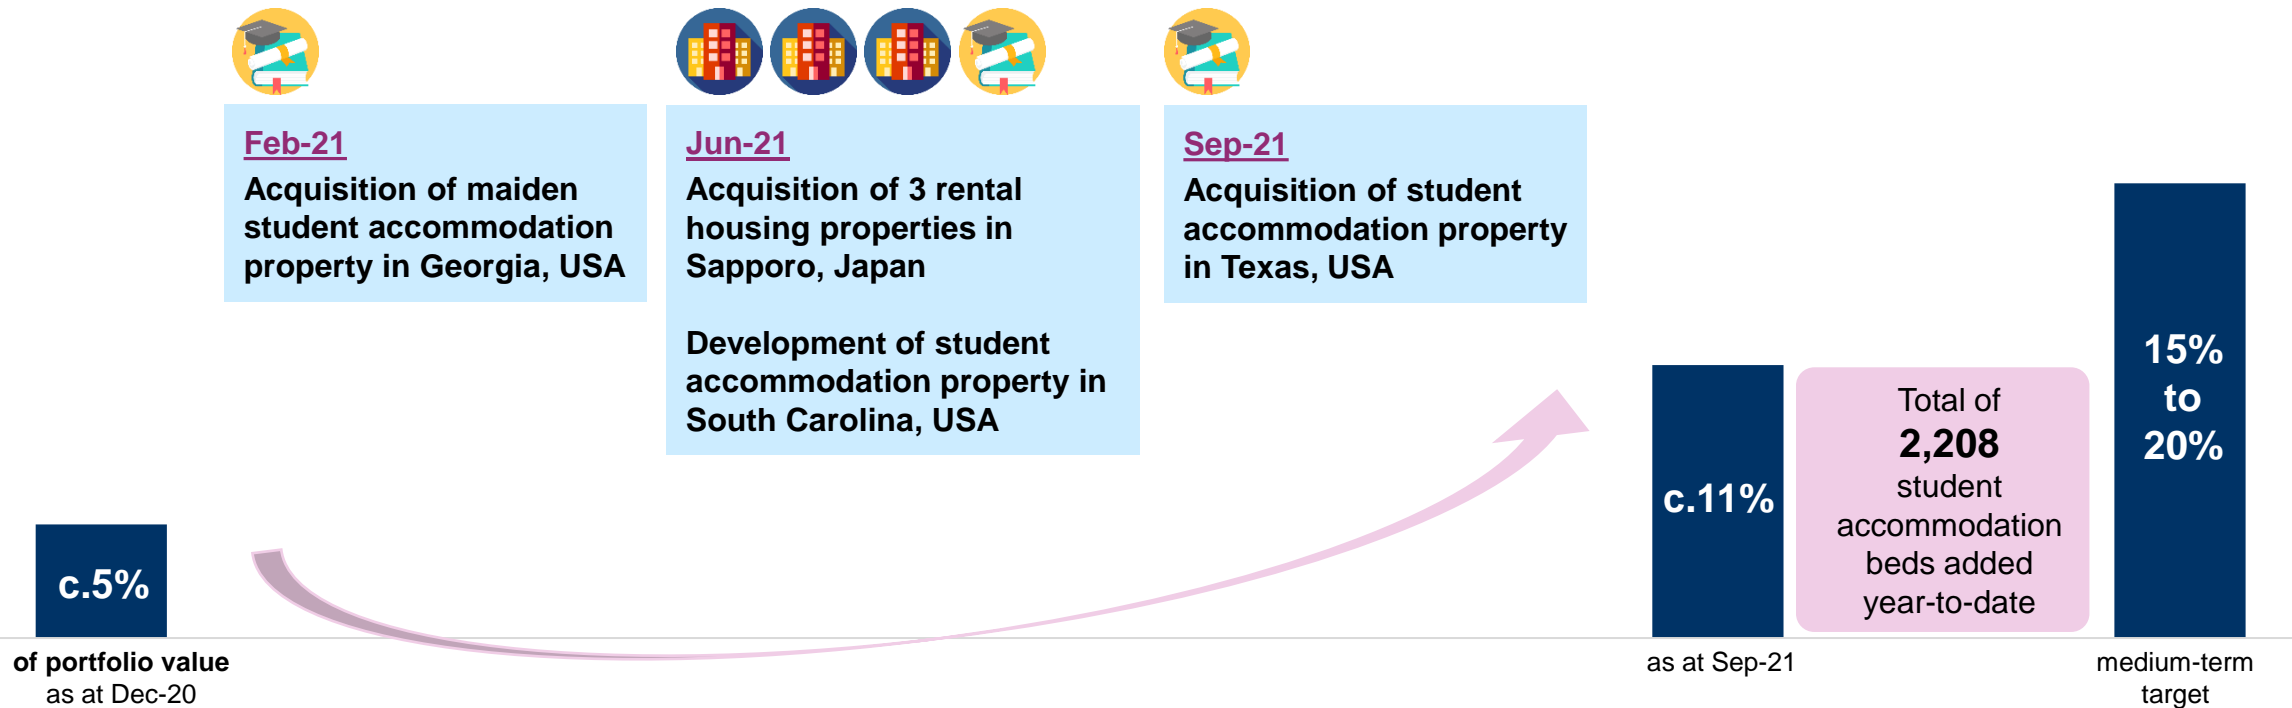 Feb-21
Acquisition of maiden
student accommodation
property in Georgia, USA
Jun-21
Acquisition of 3 rental
housing properties in
Sapporo, Japan
Development of student
accommodation property in
South Carolina, USA
Sep-21
Acquisition of student
accommodation property
in Texas, USA
c.5%
of portfolio value
as at Dec-20
c.11%
as at Sep-21
Total of
2,208
student
accommodation
beds added
year-to-date
15%
to
20%
medium-term
target